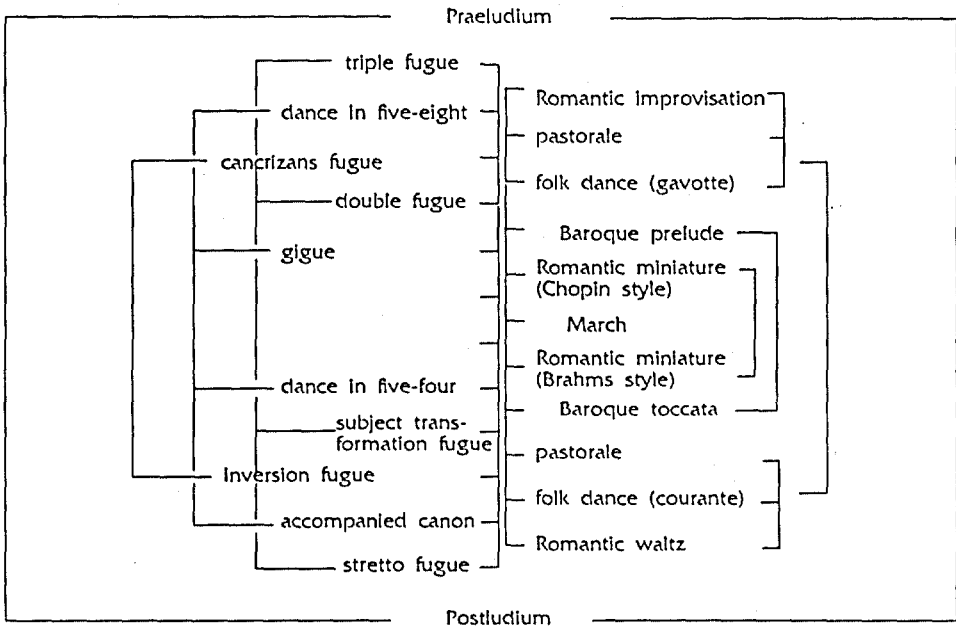 Praeludium
triple fugue
dance in five-eight
cancrizans fugue
double fugue
gigue
dance in five-four
subject trans-
formation fugue
Inversion fugue
accompanied canon
stretto fugue
Romantic improvisation
pastorale
folk dance (gavotte)
Baroque prelude
Romantic miniature
(Chopin style)
March
Romantic miniature
(Brahms style)
Baroque toccata
pastorale
folk dance (courante)
Romantic waltz
Postludium